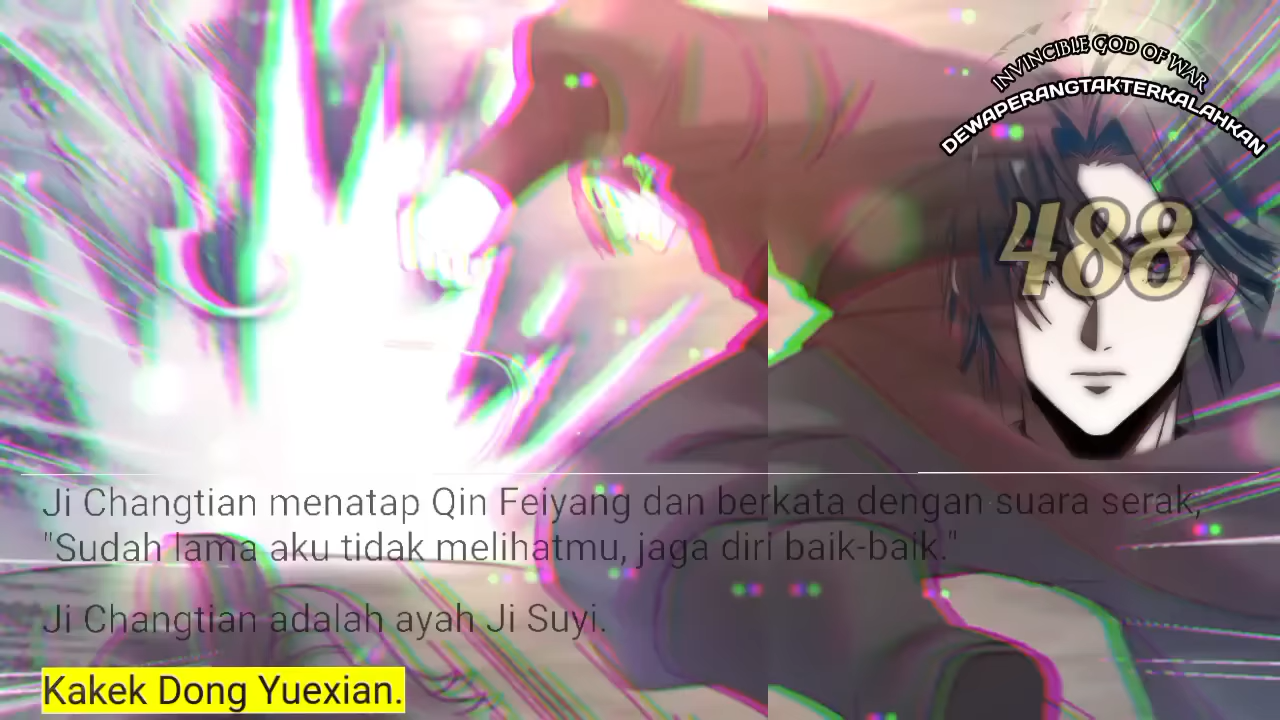 INVINCIBLE GOD OF WAR
DEWAPERANGTAKTERKALAHKAN
488
Ji Changtian menatap Qin Feiyang dan berkata dengan suara serak,
"Sudah lama aku tidak melihatmu, jaga diri baik-baik."
Ji Changtian adalah ayah Ji Suyi.
Kakek Dong Yuexian.